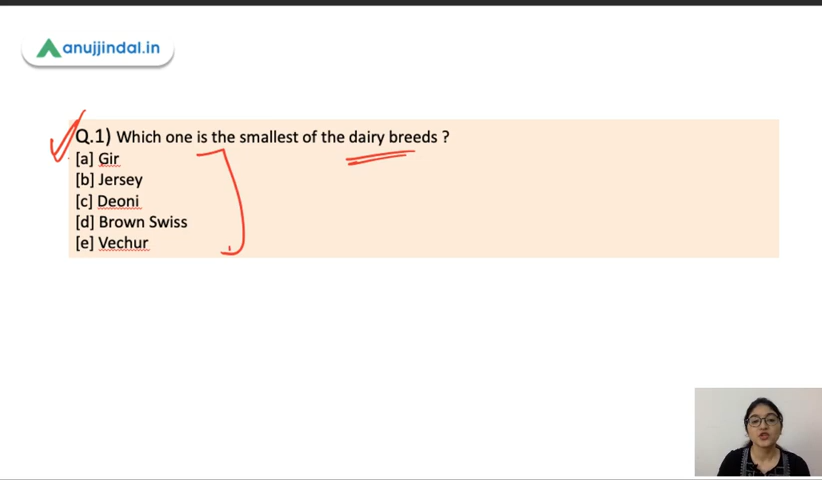 anujjindal.in
Q.1) Which one is the smallest of the dairy breeds ?
[a] Gir
[b] Jersey
[c] Deoni
[d] Brown Swiss
[e] Vechur